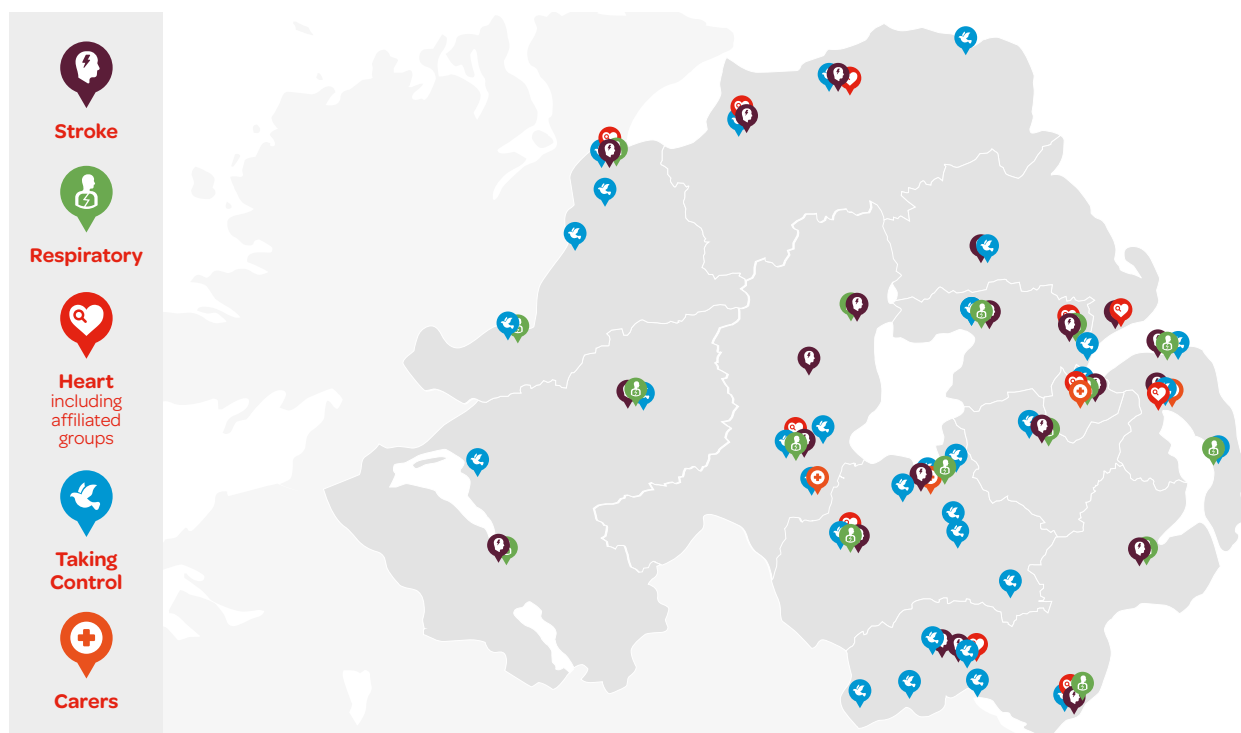 Stroke
Respiratory
Heart
including
affiliated
groups
Taking
Control
Carers